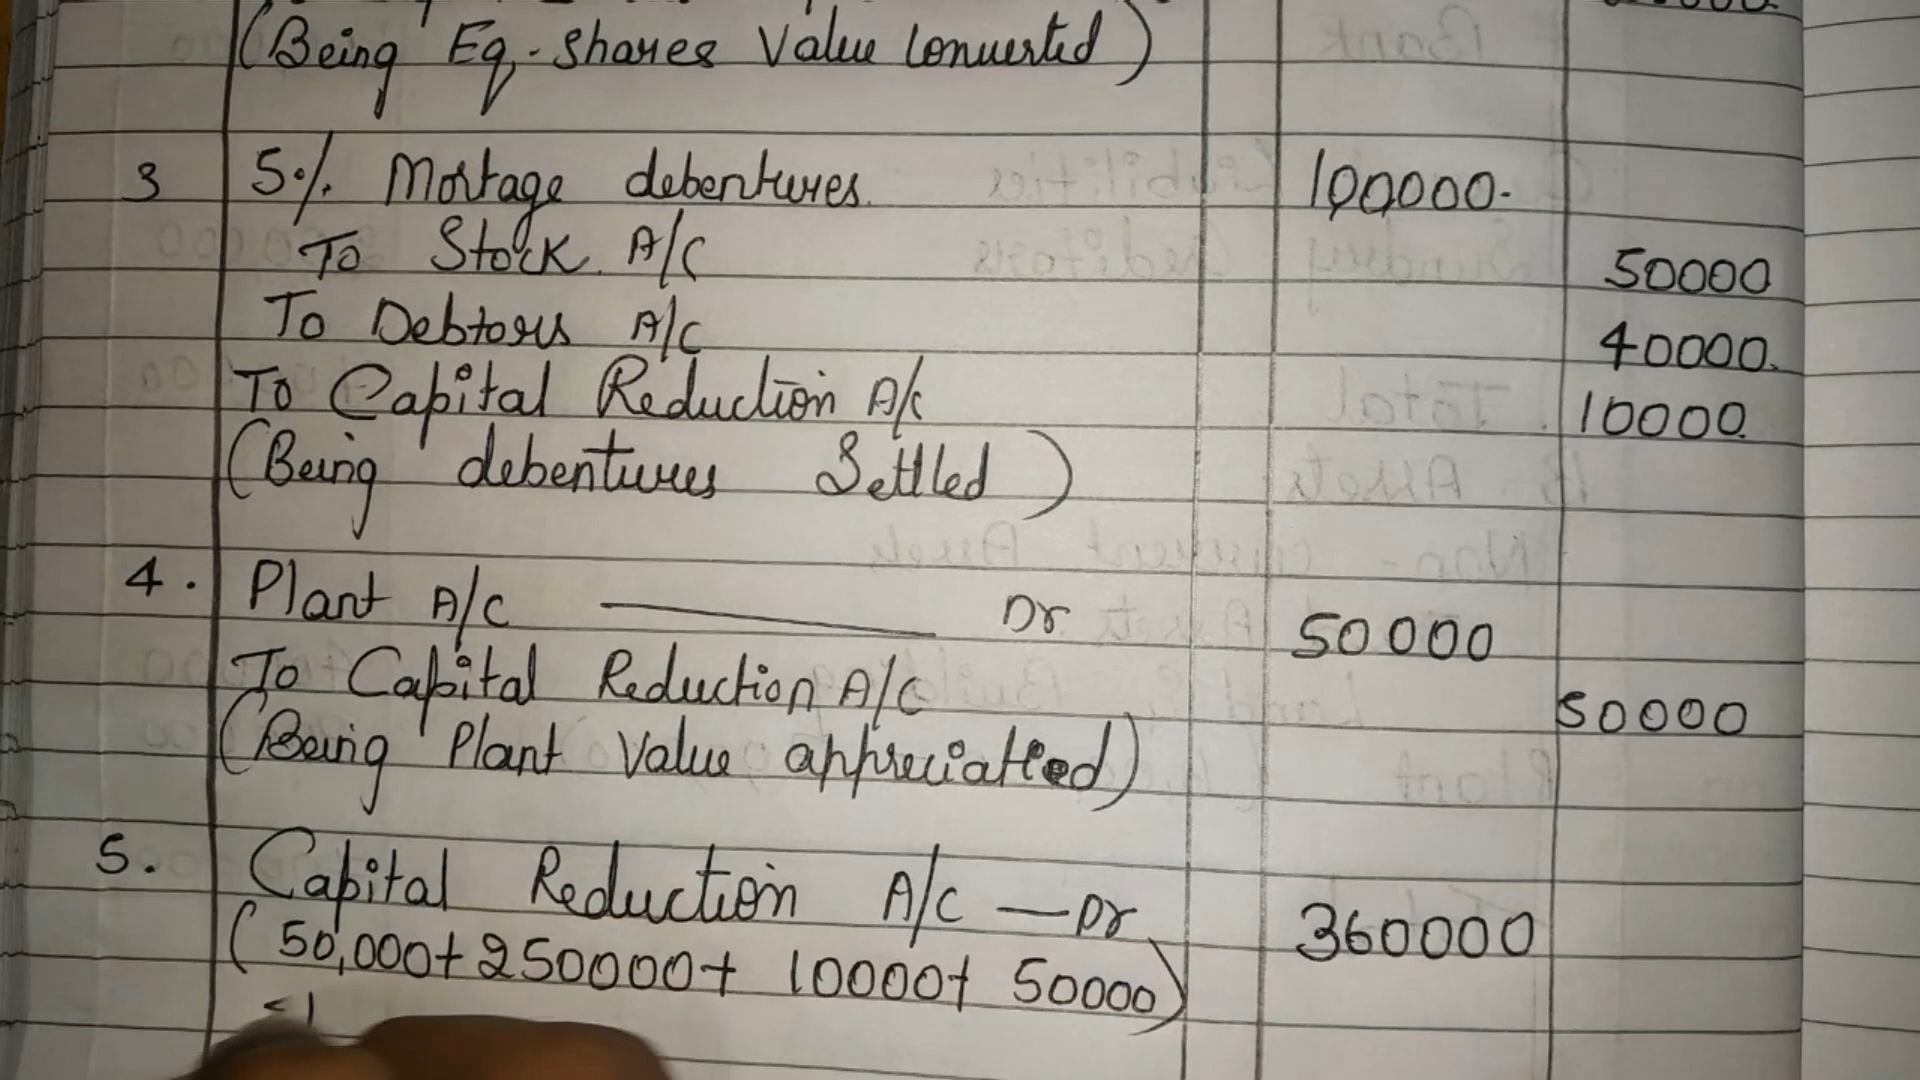 (Being Eq. Shares Value Converted)
3 5% Mortage debentures. 100000.
To Stock A/C 50000
To Debtors A/C 40000.
To Capital Reduction A/c 10000
(Being debentures Settled)
4. Plant A/C Dr 50000
To Capital Reduction A/C 50000
(Being Plant Value appreciatted)
5. Capital Reduction A/C — Dr 360000
(50,000+250000+ 10000+ 50000)